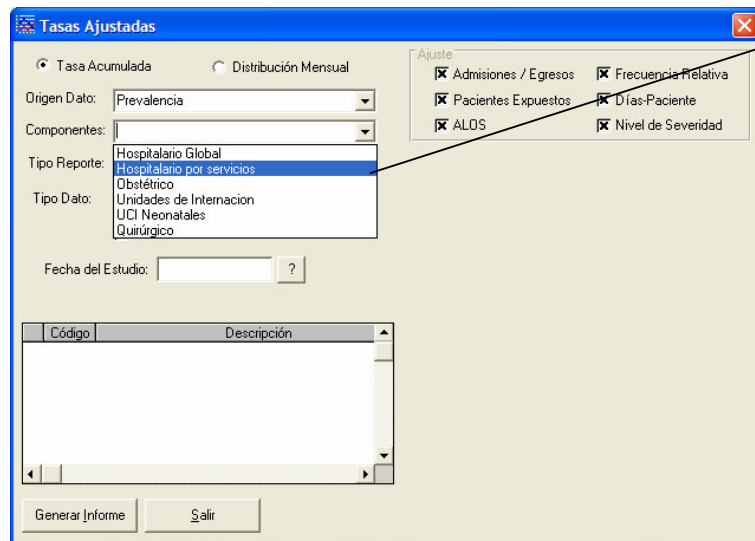 Tasas Ajustadas
Tasa Acumulada
Distribución Mensual
Origen Dato:
Prevalencia
Componentes:
Hospitalario Global
Hospitalario por servicios
Obstétrico
Unidades de Internacion
UCI Neonatales
Quirúrgico
Tipo Reporte:
Tipo Dato:
Fecha del Estudio:
?
Ajuste
Admisiones / Egresos
Frecuencia Relativa
Pacientes Expuestos
Días-Paciente
ALOS
Nivel de Severidad
Código
Descripción
Generar Informe
Salir